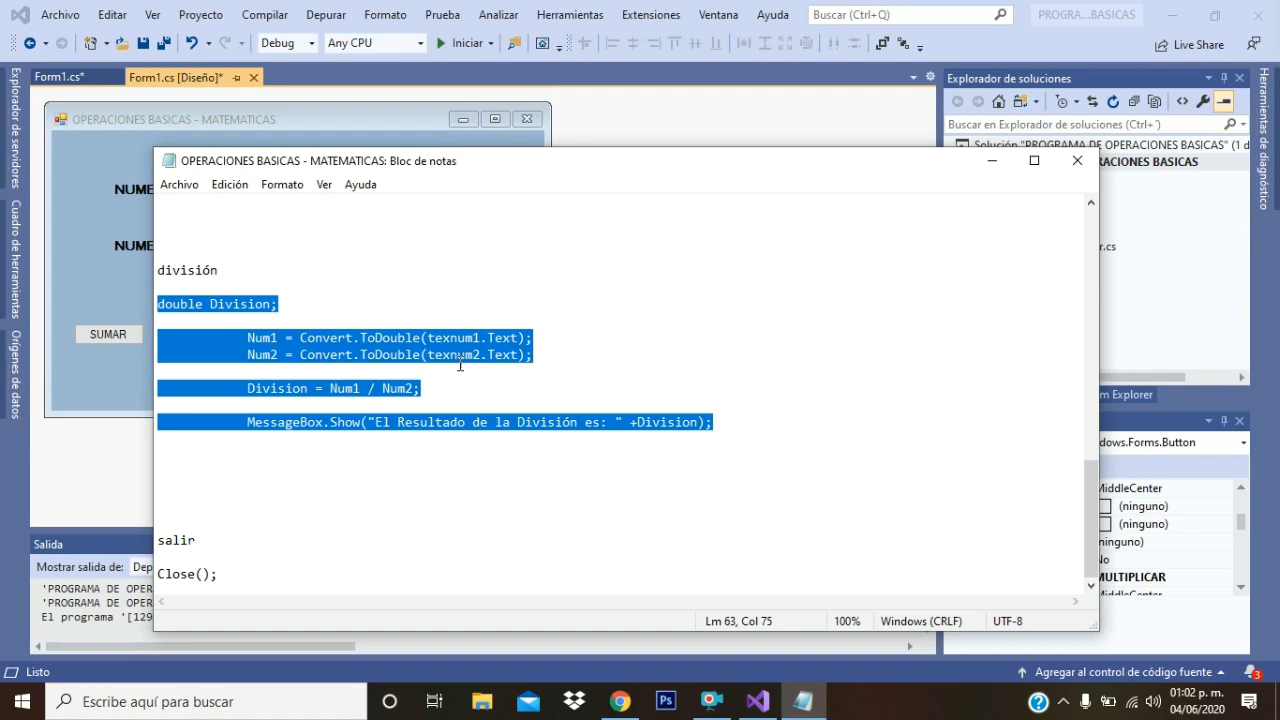 Archivo Editar Ver Proyecto Compilar Depurar Formato Prueba Analizar Herramientas Extensiones Ventana Ayuda Buscar (Ctrl+Q) PROGRA...BASICAS
Debug Any CPU Iniciar Live Share
Form1.cs* Form1.cs [Diseño]*
Explorador de soluciones
Buscar en Explorador de soluciones (Ctrl+´)
Solución "PROGRAMA DE OPERACIONES BASICAS" (1 d
RACIONES BASICAS
r.cs
m Explorer
Explorador de servidores
Cuadro de herramientas
Orígenes de datos
Herramientas de diagnóstico
OPERACIONES BASICAS - MATEMATICAS
NUME
NUME
SUMAR
OPERACIONES BASICAS - MATEMATICAS: Bloc de notas
Archivo Edición Formato Ver Ayuda
división
double Division;
Num1 = Convert.ToDouble(texnum1.Text);
Num2 = Convert.ToDouble(texnum2.Text);
Division = Num1 / Num2;
MessageBox.Show("El Resultado de la División es: " +Division);
salir
Close();
Lm 63, Col 75 100% Windows (CRLF) UTF-8
dows.Forms.Button
MiddleCenter
(ninguno)
(ninguno)
ninguno)
No
MULTIPLICAR
MiddleCenter
Salida
Mostrar salida de: Dep
'PROGRAMA DE OPER
'PROGRAMA DE OPER
El programa '[129
Listo Agregar al control de código fuente 3
Escribe aquí para buscar
Ps
01:02 p. m.
04/06/2020